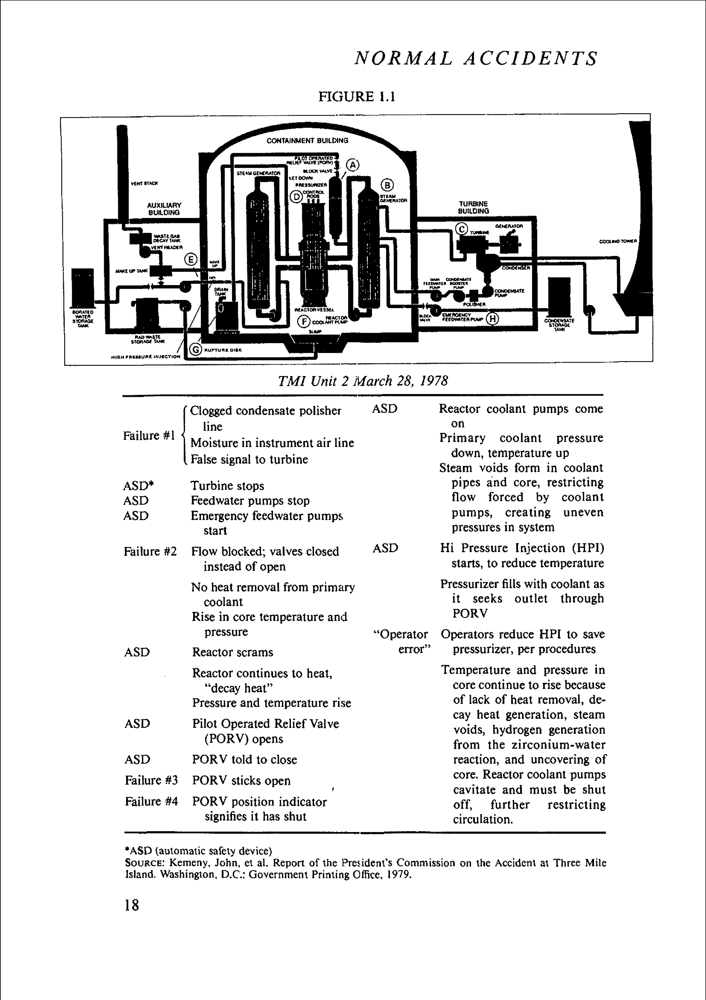 NORMAL ACCIDENTS
FIGURE 1.1
CONTAINMENT BUILDING
PILOT OPERATED
RELIEF VALVE (PORV)
A
BLOCK VALVE
STEAM GENERATOR
LET DOWN
PRESSURIZER
B
D
CONTROL
RODS
STEAM
GENERATOR
VENT STACK
AUXILIARY
BUILDING
TURBINE
BUILDING
C
TURBINE
GENERATOR
WASTE GAS
DECAY TANK
VENT HEADER
COOLING TOWER
E
MAKE
UP
MAKE UP TANK
CONDENSER
HPI
DRAIN
TANK
MAIN
FEEDWATER
PUMP
CONDENSATE
BOOSTER
PUMP
CONDENSATE
PUMP
POLISHER
BORATED
WATER
STORAGE
TANK
REACTOR VESSEL
F
REACTOR
COOLANT PUMP
BLOCK
VALVE
EMERGENCY
FEEDWATER PUMP
H
CONDENSATE
STORAGE
TANK
SUMP
RAD WASTE
STORAGE TANK
G
RUPTURE DISK
HIGH PRESSURE INJECTION
TMI Unit 2 March 28, 1978
Failure #1
Clogged condensate polisher
line
Moisture in instrument air line
False signal to turbine
ASD* Turbine stops
ASD Feedwater pumps stop
ASD Emergency feedwater pumps
start
Failure #2 Flow blocked; valves closed
instead of open
No heat removal from primary
coolant
Rise in core temperature and
pressure
ASD Reactor scrams
Reactor continues to heat,
“decay heat”
Pressure and temperature rise
ASD Pilot Operated Relief Valve
(PORV) opens
ASD PORV told to close
Failure #3 PORV sticks open
Failure #4 PORV position indicator
signifies it has shut
ASD Reactor coolant pumps come
on
Primary coolant pressure
down, temperature up
Steam voids form in coolant
pipes and core, restricting
flow forced by coolant
pumps, creating uneven
pressures in system
ASD Hi Pressure Injection (HPI)
starts, to reduce temperature
Pressurizer fills with coolant as
it seeks outlet through
PORV
“Operator Operators reduce HPI to save
error” pressurizer, per procedures
Temperature and pressure in
core continue to rise because
of lack of heat removal, de-
cay heat generation, steam
voids, hydrogen generation
from the zirconium-water
reaction, and uncovering of
core. Reactor coolant pumps
cavitate and must be shut
off, further restricting
circulation.
*ASD (automatic safety device)
SOURCE: Kemeny, John, et al. Report of the President’s Commission on the Accident at Three Mile
Island. Washington, D.C.: Government Printing Office, 1979.
18